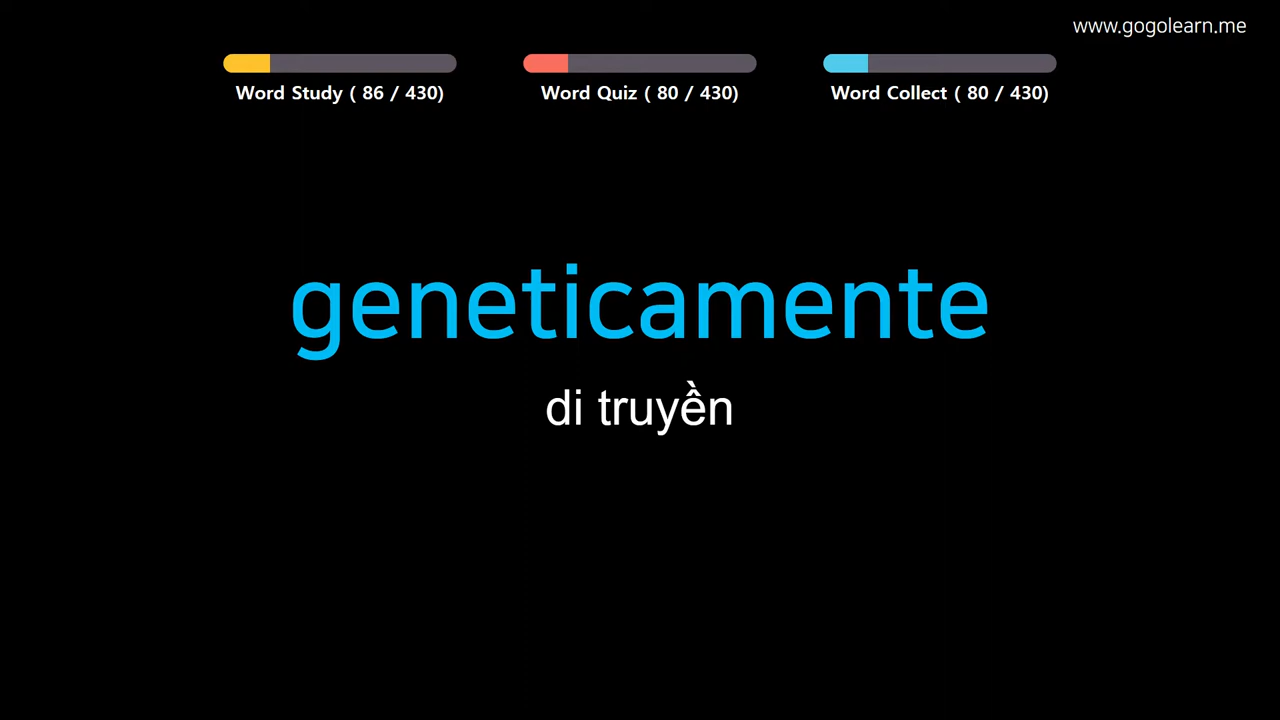 www.gogolearn.me
Word Study ( 86 / 430)
Word Quiz ( 80 / 430)
Word Collect ( 80 / 430)
geneticamente
di truyền